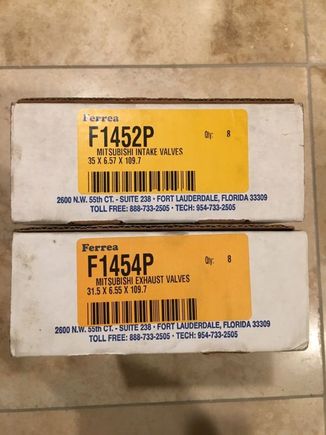 Ferrea
F1452P Qty: 8
MITSUBISHI INTAKE VALVES
35 X 6.57 X 109.7
2600 N.W. 55th CT. - SUITE 238 · FORT LAUDERDALE, FLORIDA 33309
TOLL FREE: 888-733-2505 · TECH: 954-733-2505
Ferrea
F1454P Qty: 8
MITSUBISHI EXHAUST VALVES
31.5 X 6.55 X 109.7
2600 N.W. 55th CT. - SUITE 238 · FORT LAUDERDALE, FLORIDA 33309
TOLL FREE: 888-733-2505 · TECH: 954-733-2505